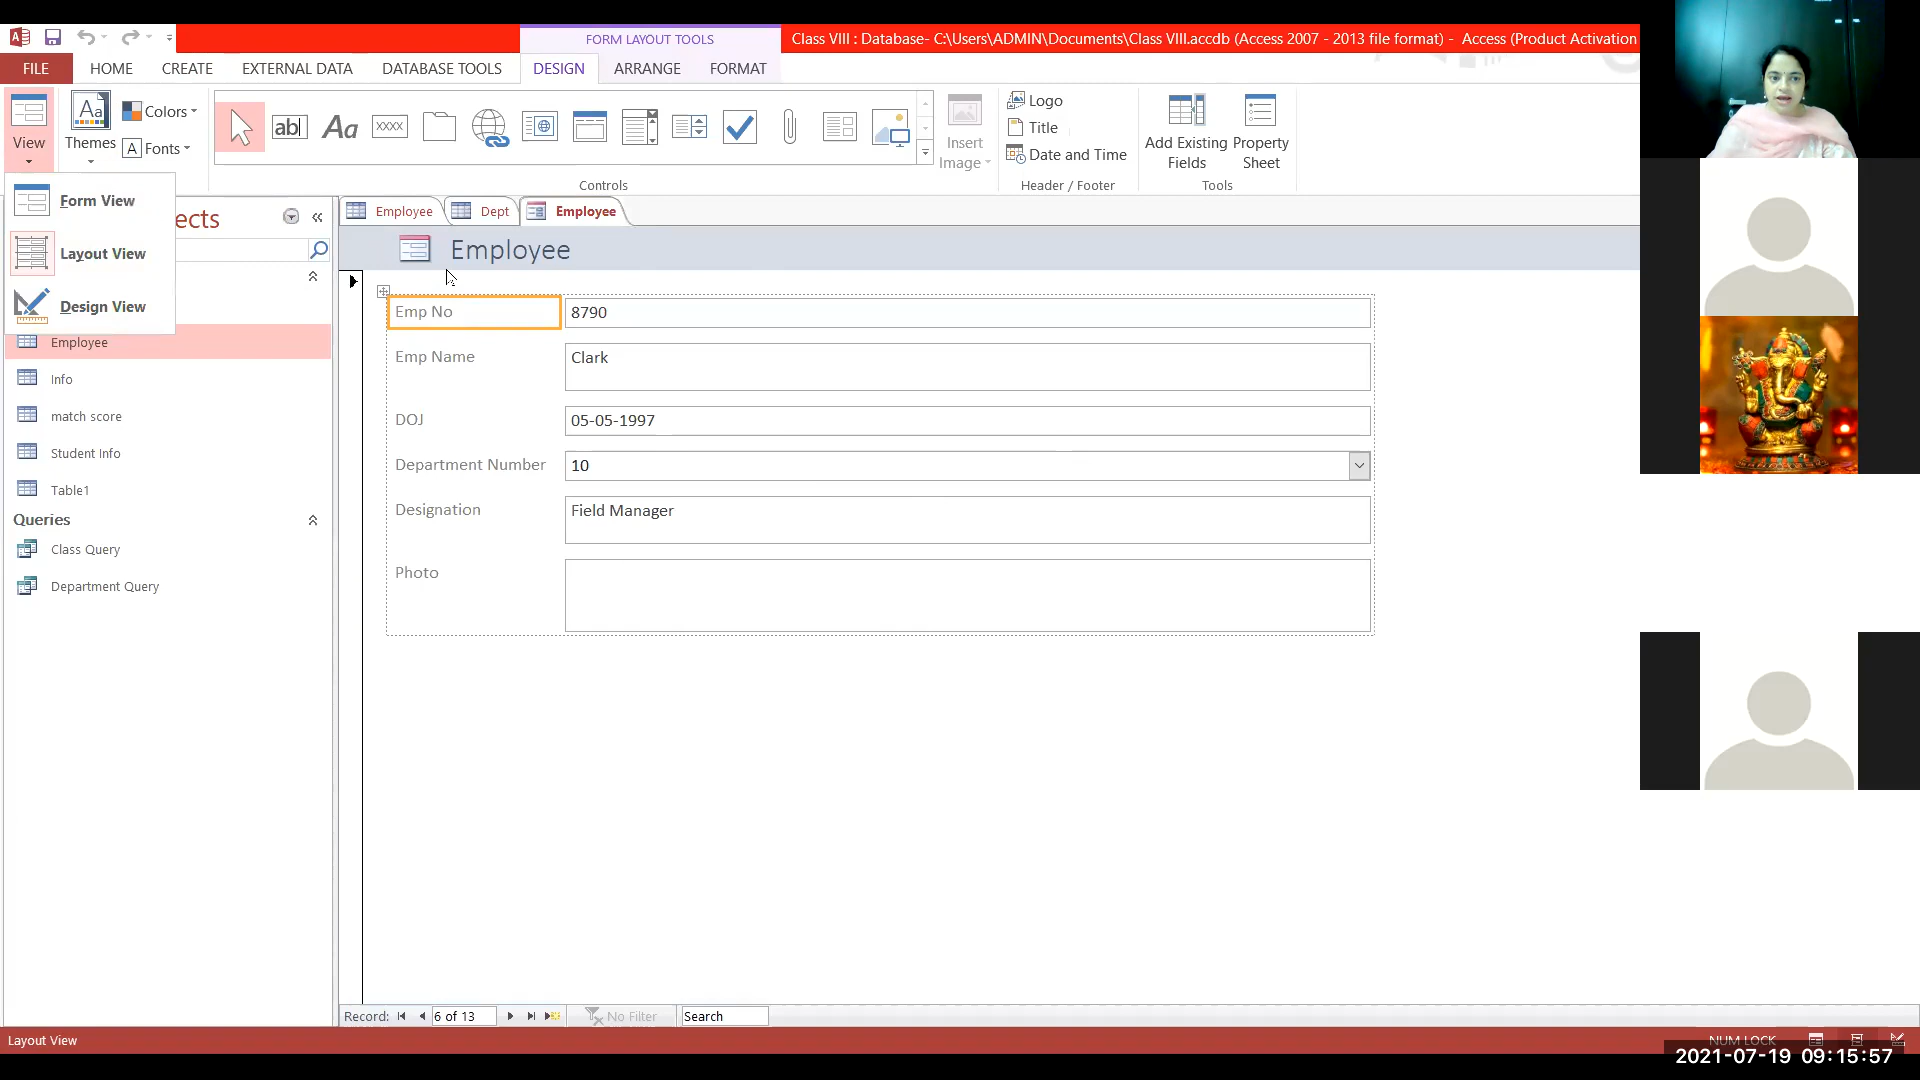 FORM LAYOUT TOOLS
Class VIII : Database- C:\Users\ADMIN\Documents\Class VIII.accdb (Access 2007 - 2013 file format) - Access (Product Activation
FILE HOME CREATE EXTERNAL DATA DATABASE TOOLS DESIGN ARRANGE FORMAT
View
Aa
Themes
Colors
A Fonts
ab|
Aa
XXXX
Controls
Insert
Image
Logo
Title
Date and Time
Header / Footer
Add Existing
Fields
Property
Sheet
Tools
Form View
Layout View
Design View
ects
Employee
Info
match score
Student Info
Table1
Queries
Class Query
Department Query
Employee Dept Employee
Employee
Emp No 8790
Emp Name Clark
DOJ 05-05-1997
Department Number 10
Designation Field Manager
Photo
Record: 6 of 13 No Filter Search
Layout View
NUM LOCK
2021-07-19 09:15:57